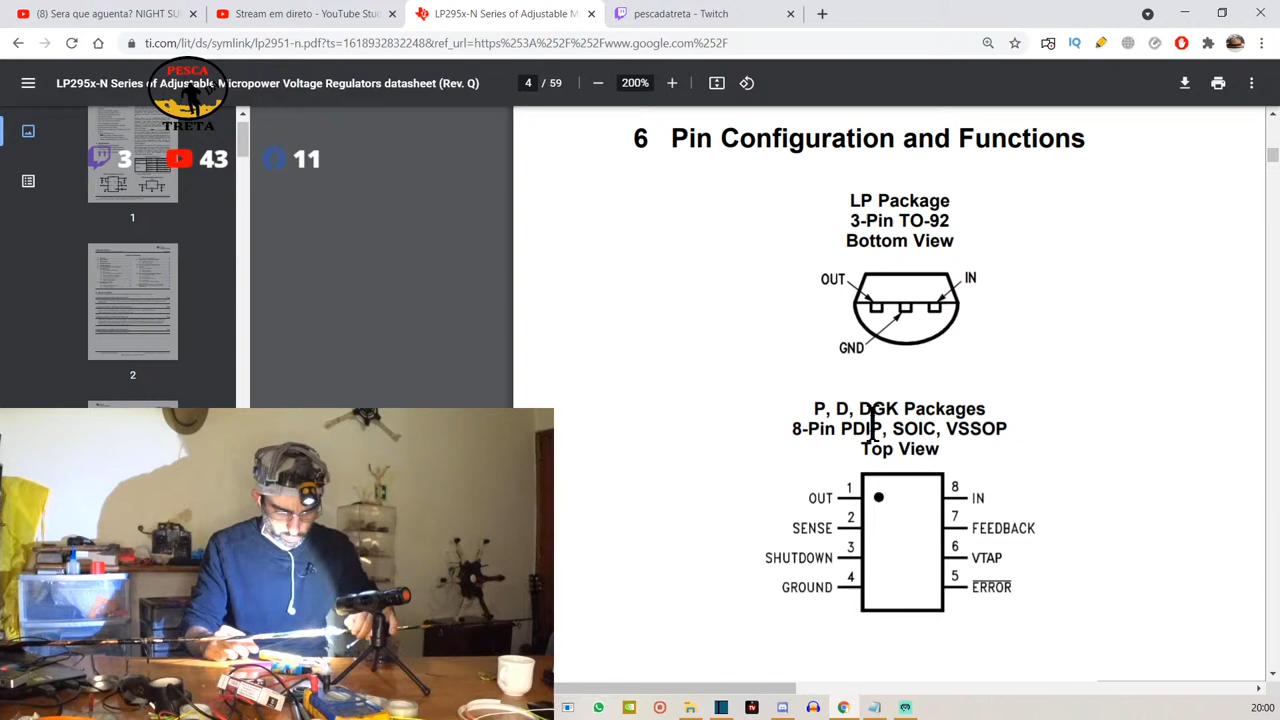 (8) Será que aguenta? NIGHT SU
Stream em direto - YouTube Stu
LP295x-N Series of Adjustable M
pescadatreta - Twitch
ti.com/lit/ds/symlink/lp2951-n.pdf?ts=1618932832248&ref_url=https%253A%252F%252Fwww.google.com%252F
LP295x-N Series of Adjustable Micropower Voltage Regulators datasheet (Rev. Q)
4 / 59
200%
PESCA
TRETA
3
43
11
1
2
6 Pin Configuration and Functions
LP Package
3-Pin TO-92
Bottom View
OUT
IN
GND
P, D, DGK Packages
8-Pin PDIP, SOIC, VSSOP
Top View
OUT 1 8 IN
SENSE 2 7 FEEDBACK
SHUTDOWN 3 6 VTAP
GROUND 4 5 ERROR
20:00